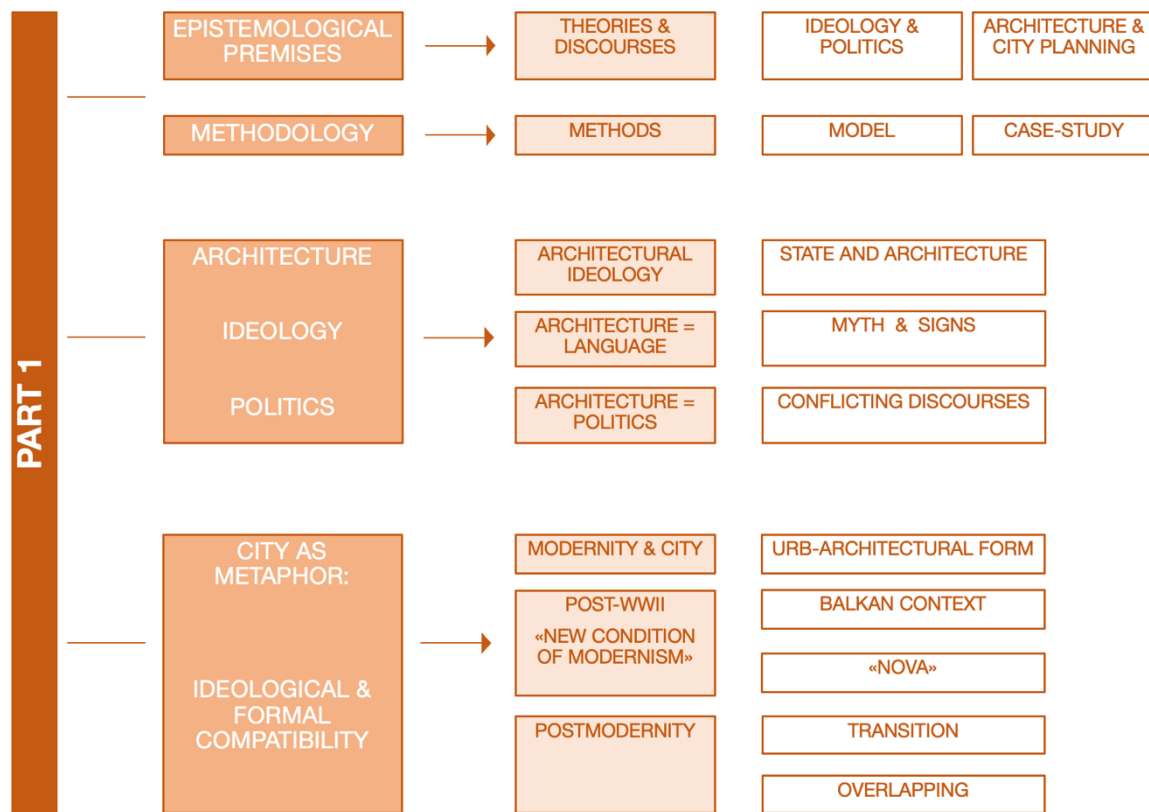 PART 1
EPISTEMOLOGICAL
PREMISES
THEORIES &
DISCOURSES
IDEOLOGY &
POLITICS
ARCHITECTURE &
CITY PLANNING
METHODOLOGY
METHODS
MODEL
CASE-STUDY
ARCHITECTURE
IDEOLOGY
POLITICS
ARCHITECTURAL
IDEOLOGY
STATE AND ARCHITECTURE
ARCHITECTURE =
LANGUAGE
MYTH & SIGNS
ARCHITECTURE =
POLITICS
CONFLICTING DISCOURSES
CITY AS
METAPHOR:
IDEOLOGICAL &
FORMAL
COMPATIBILITY
MODERNITY & CITY
URB-ARCHITECTURAL FORM
POST-WWII
«NEW CONDITION
OF MODERNISM»
BALKAN CONTEXT
«NOVA»
POSTMODERNITY
TRANSITION
OVERLAPPING